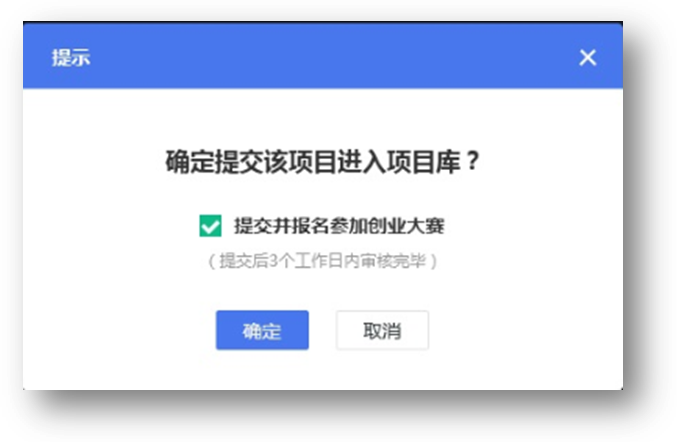 提示
确定提交该项目进入项目库？
提交并报名参加创业大赛
（提交后3个工作日内审核完毕）
确定
取消